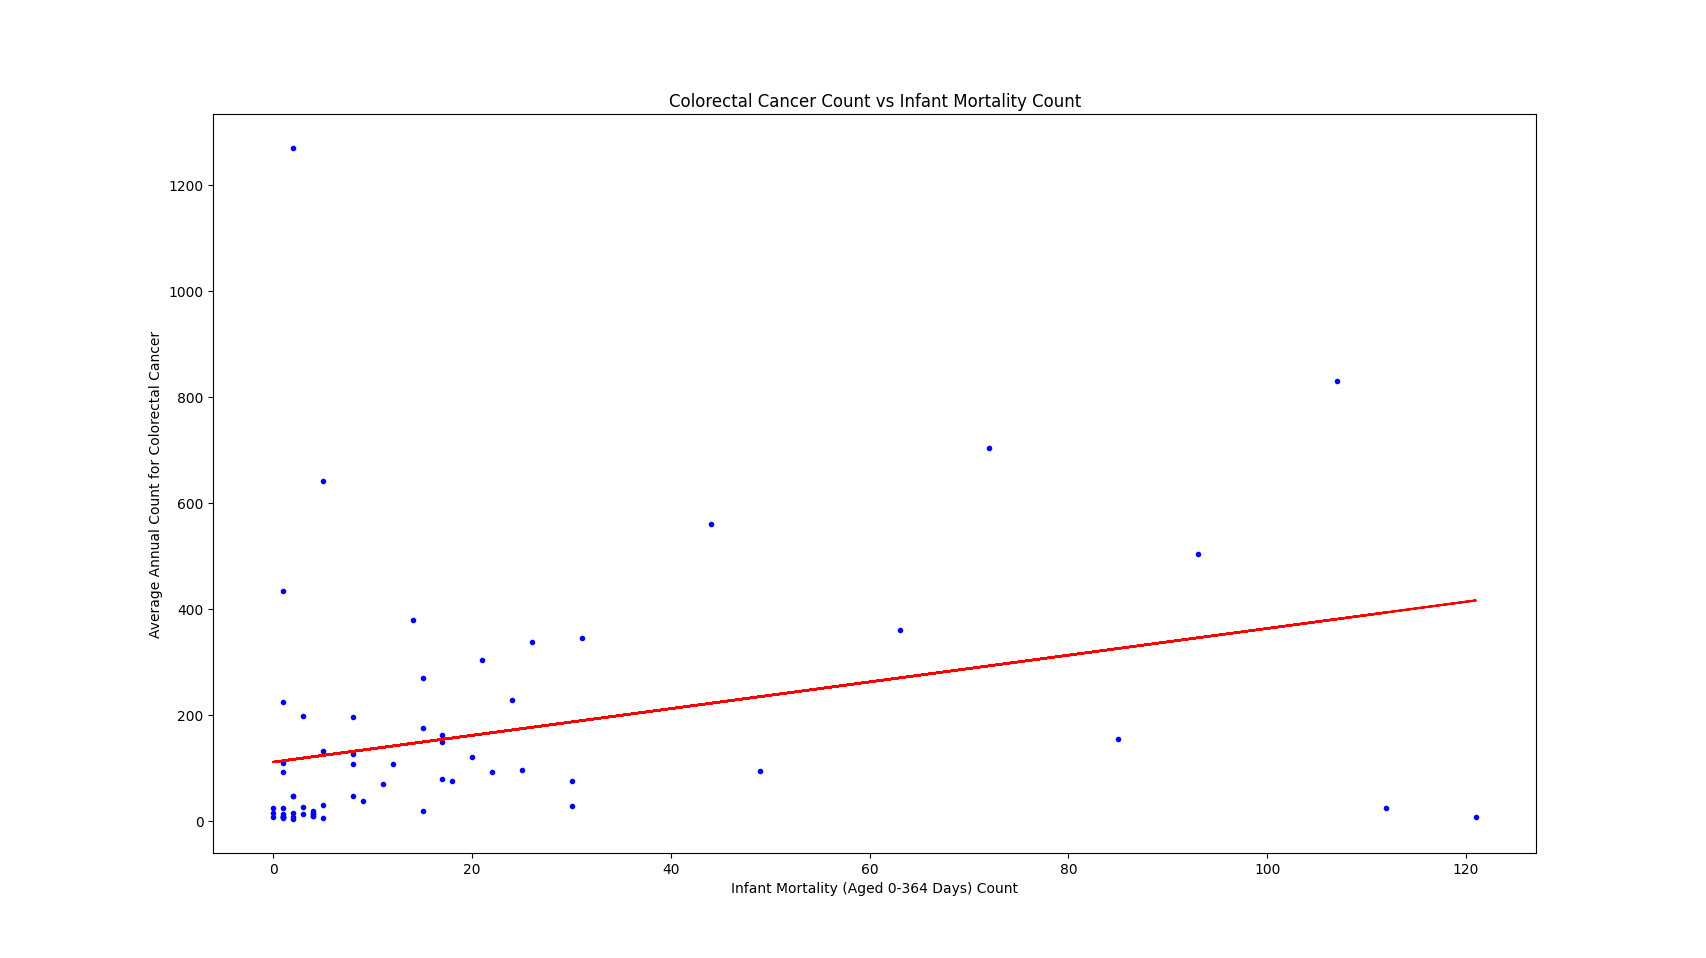 Colorectal Cancer Count vs Infant Mortality Count
Average Annual Count for Colorectal Cancer
1200
1000
800
600
400
200
0
0 20 40 60 80 100 120
Infant Mortality (Aged 0-364 Days) Count